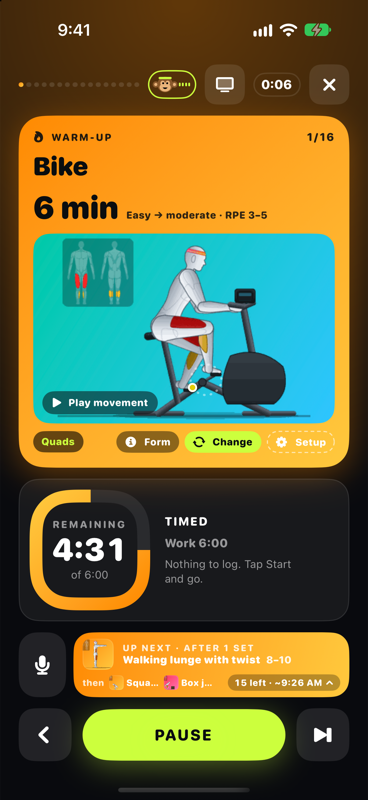 9:41
0:06
WARM-UP 1/16
Bike
6 min Easy → moderate · RPE 3–5
Play movement
Quads Form Change Setup
REMAINING
4:31
of 6:00
TIMED
Work 6:00
Nothing to log. Tap Start
and go.
UP NEXT · AFTER 1 SET
Walking lunge with twist 8–10
then Squa... Box j... 15 left · ~9:26 AM
PAUSE